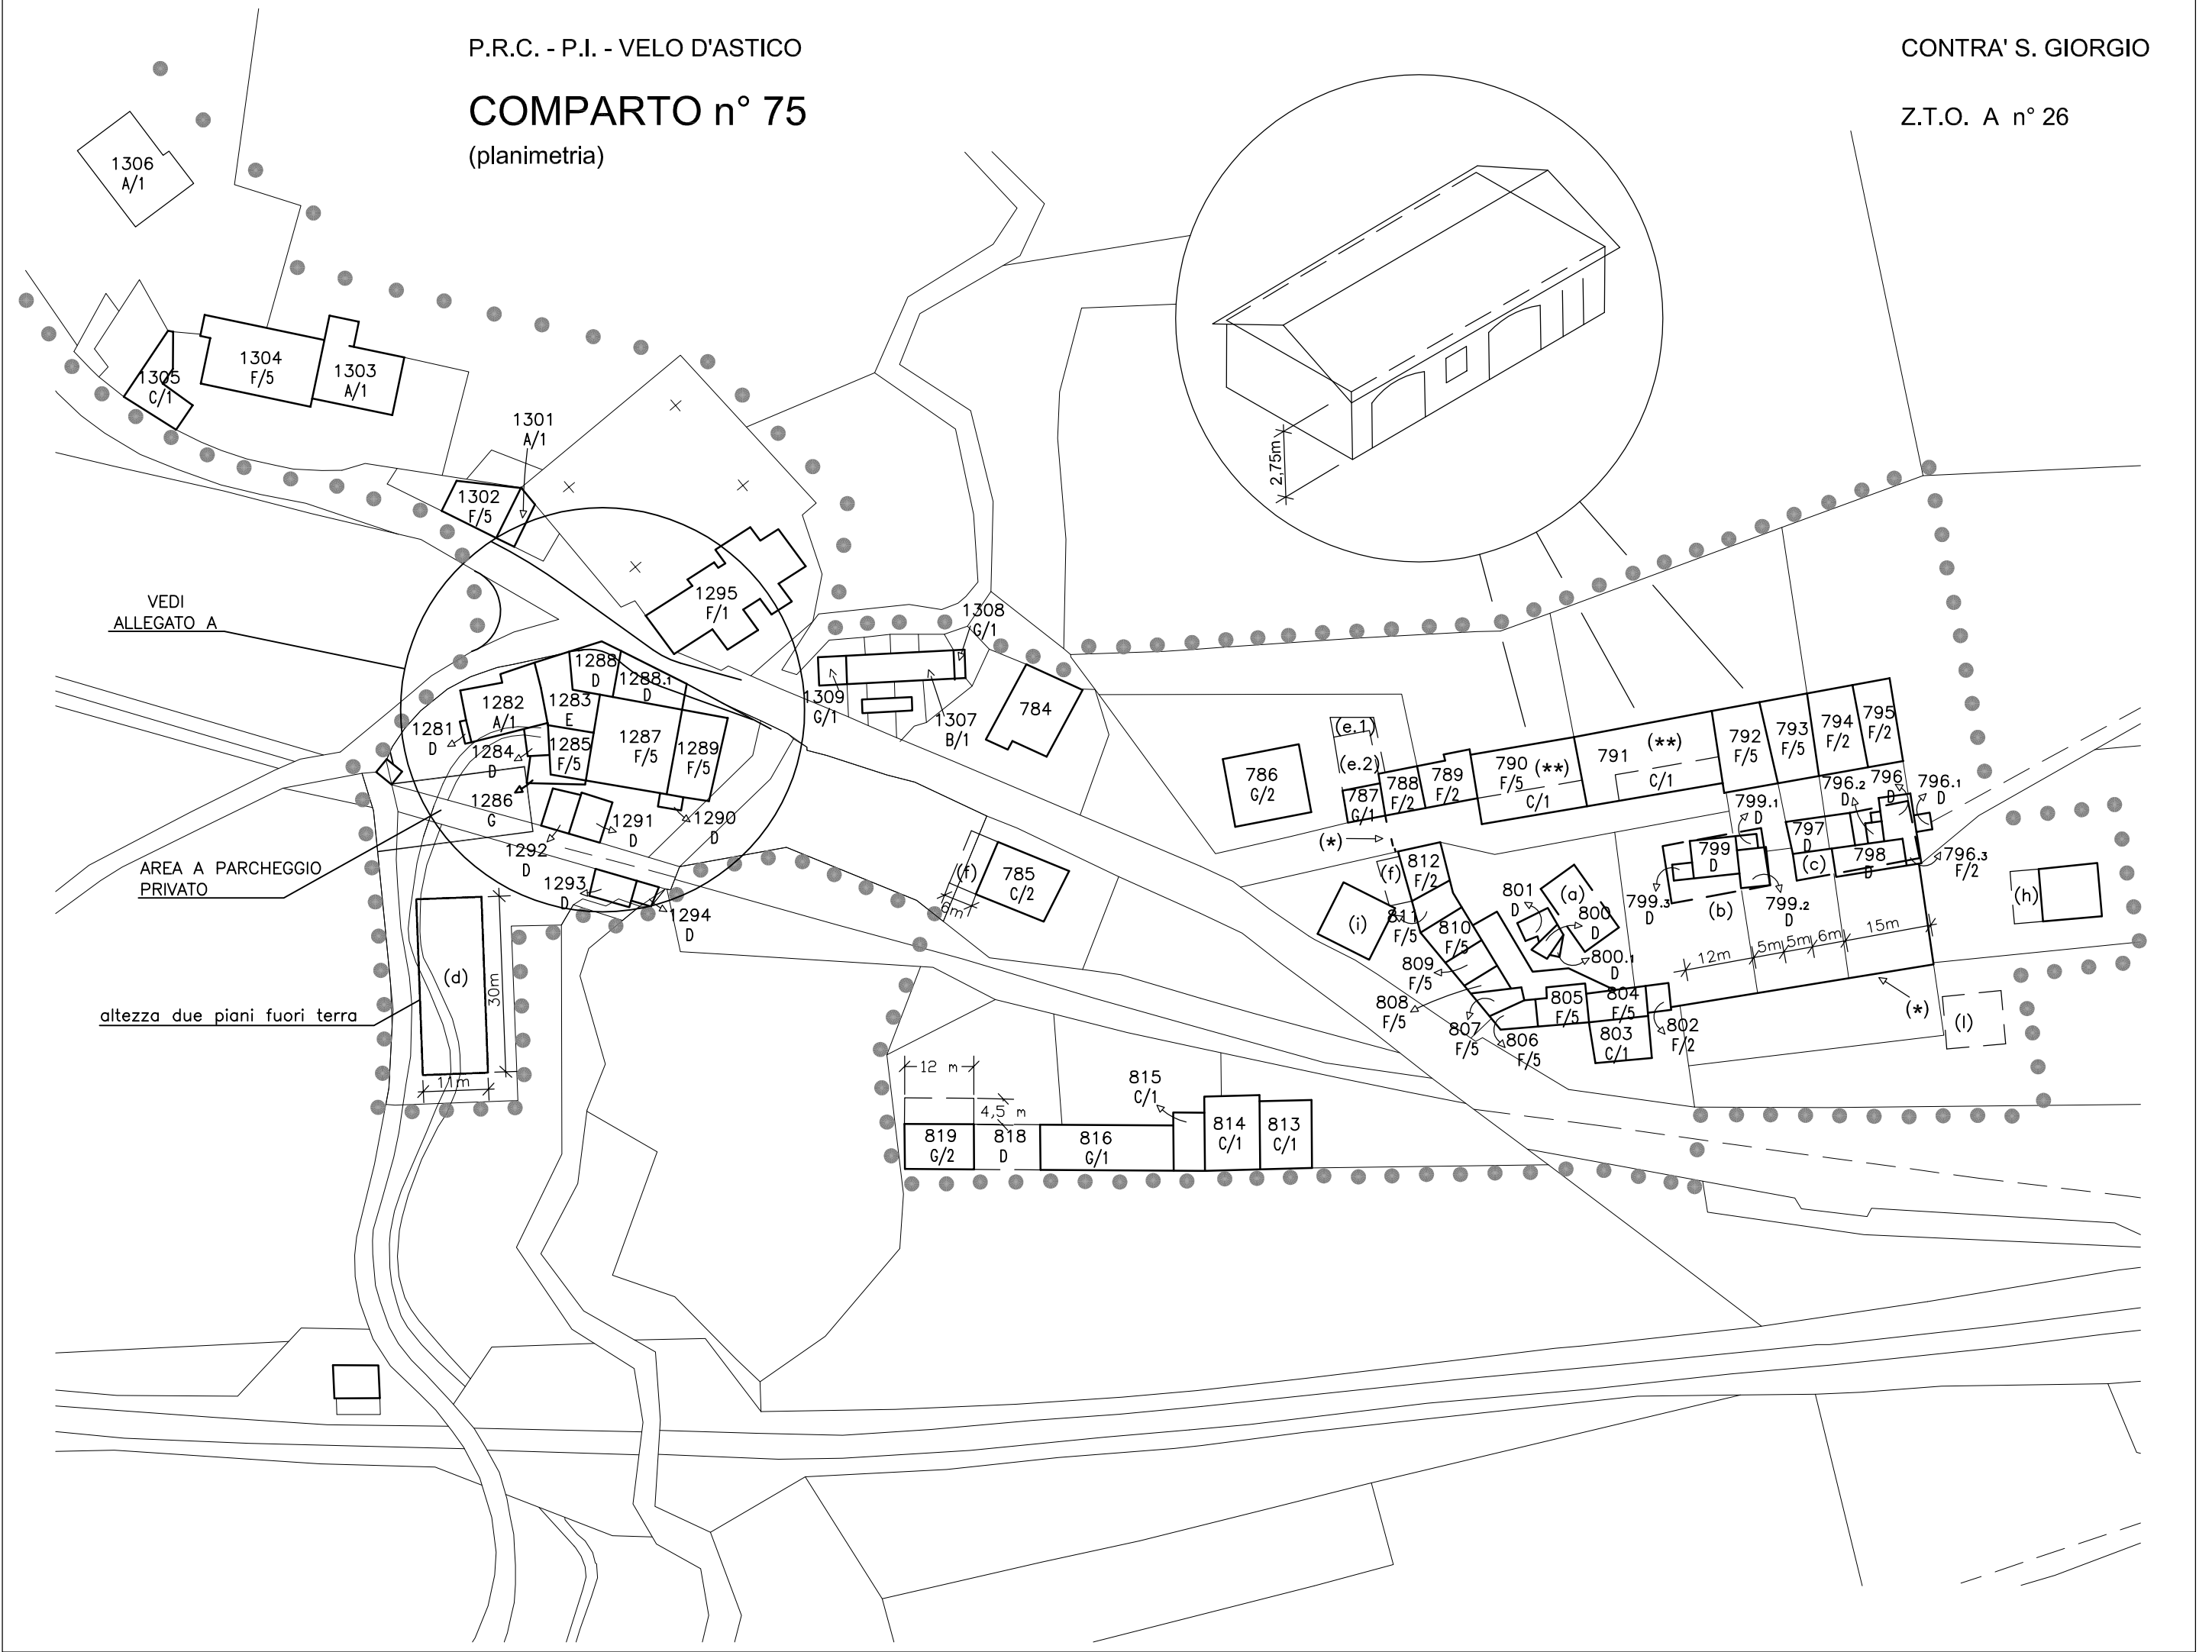 P.R.C. - P.I. - VELO D'ASTICO
CONTRA' S. GIORGIO
COMPARTO n° 75
Z.T.O. A n° 26
(planimetria)
1306
A/1
1305
C/1
1304
F/5
1303
A/1
1301
A/1
1302
F/5
2,75m
1295
F/1
VEDI
ALLEGATO A
1308
G/1
1309
G/1
1307
B/1
784
1288
D
1288.1
D
1282
A/1
1283
E
1281
D
1284
D
1285
F/5
1287
F/5
1289
F/5
1286
G
1290
D
1291
D
1292
D
1293
D
1294
D
AREA A PARCHEGGIO
PRIVATO
(d)
30m
11m
altezza due piani fuori terra
(f)
6m
785
C/2
786
G/2
(e.1)
(e.2)
787
G/1
788
F/2
789
F/2
790
F/5
(**)
C/1
791
(**)
C/1
792
F/5
793
F/5
794
F/2
795
F/2
796.2
D
796
D
796.1
D
799.1
D
797
D
(c)
798
D
796.3
F/2
799
D
799.3
D
(b)
799.2
D
(h)
(*)
812
F/2
(f)
(i)
811
F/5
810
F/5
801
D
(a)
800
D
800.1
D
809
F/5
808
F/5
807
F/5
806
F/5
805
F/5
804
F/5
803
C/1
802
F/2
12m
5m
5m
6m
15m
(*)
(l)
12 m
4,5 m
819
G/2
818
D
816
G/1
815
C/1
814
C/1
813
C/1